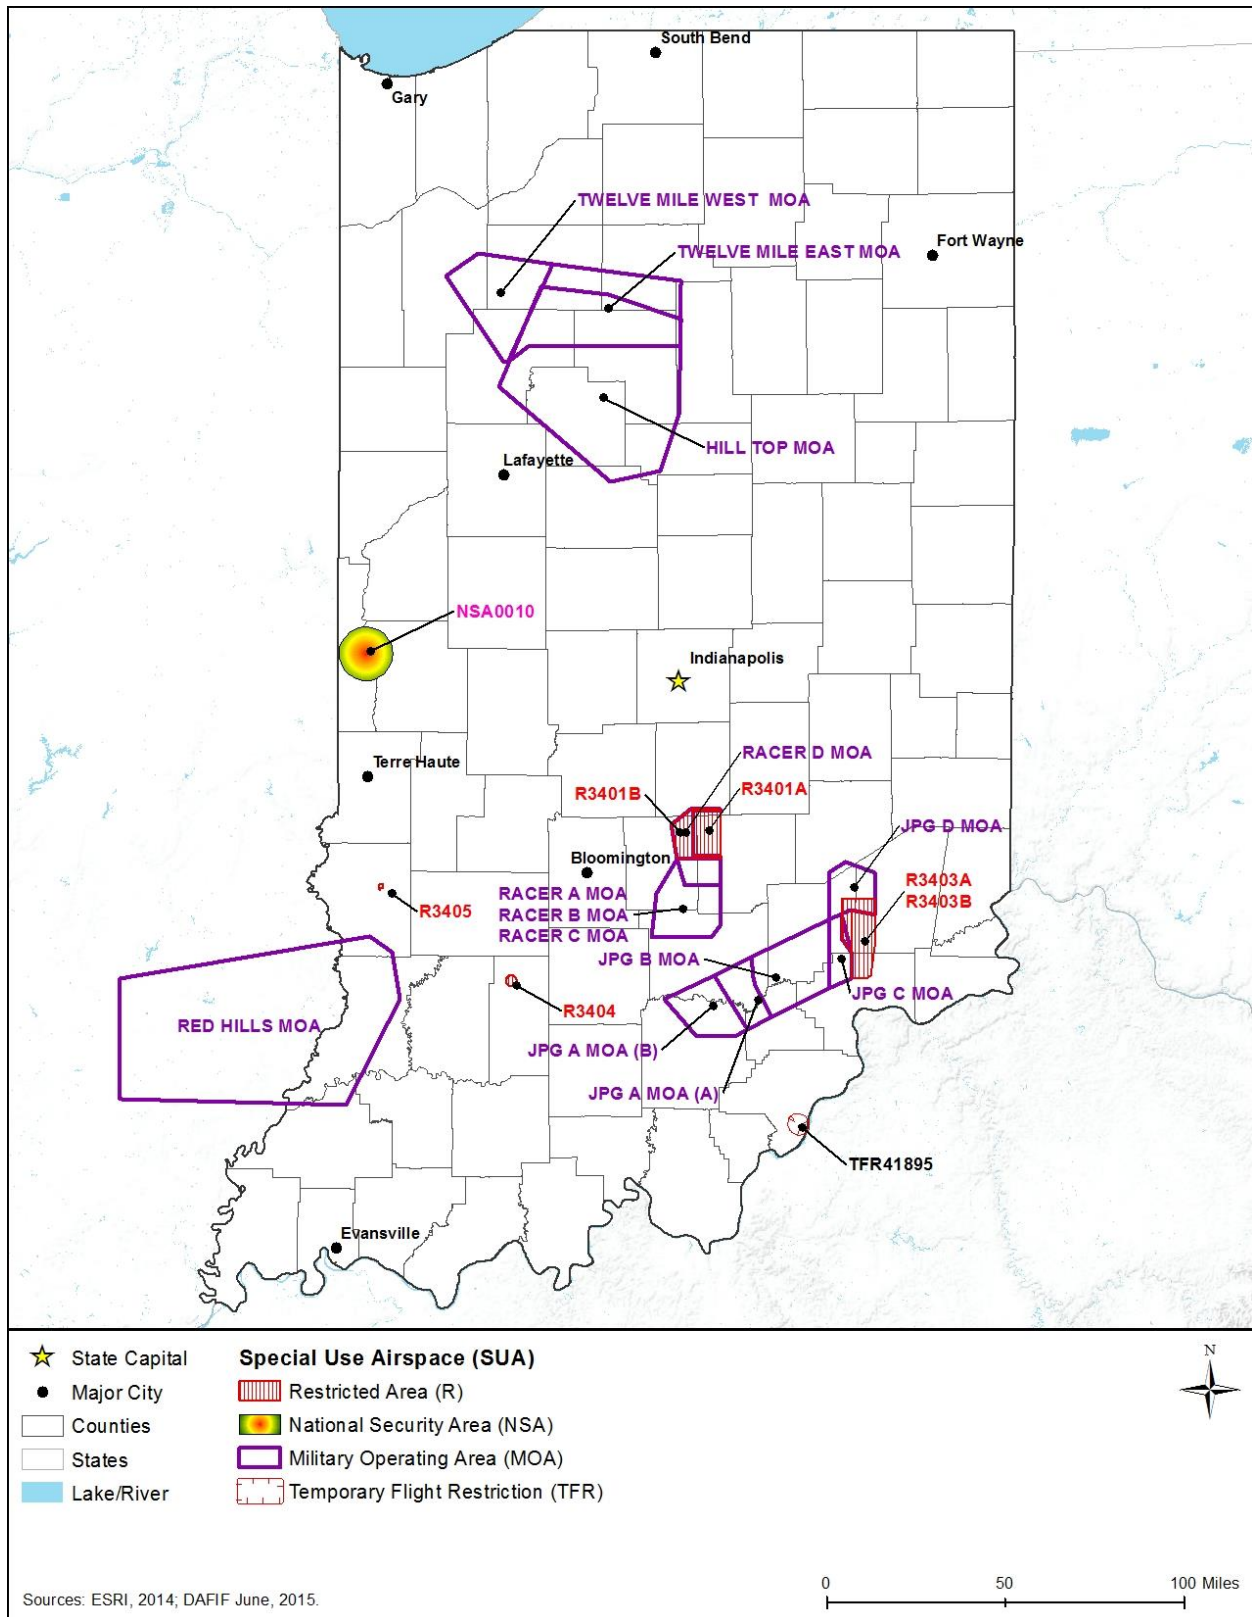 South Bend
Gary
TWELVE MILE WEST  MOA
TWELVE MILE EAST MOA
Fort Wayne
HILL TOP MOA
Lafayette
NSA0010
Indianapolis
RACER D MOA
Terre Haute
R3401B
R3401A
JPG D MOA
Bloomington
R3403A
R3403B
RACER A MOA
RACER B MOA
RACER C MOA
R3405
JPG B MOA
JPG C MOA
R3404
RED HILLS MOA
JPG A MOA (B)
JPG A MOA (A)
TFR41895
Evansville
State Capital
Major City
Counties
States
Lake/River
Special Use Airspace (SUA)
Restricted Area (R)
National Security Area (NSA)
Military Operating Area (MOA)
Temporary Flight Restriction (TFR)
N
0 50 100 Miles
Sources: ESRI, 2014; DAFIF June, 2015.